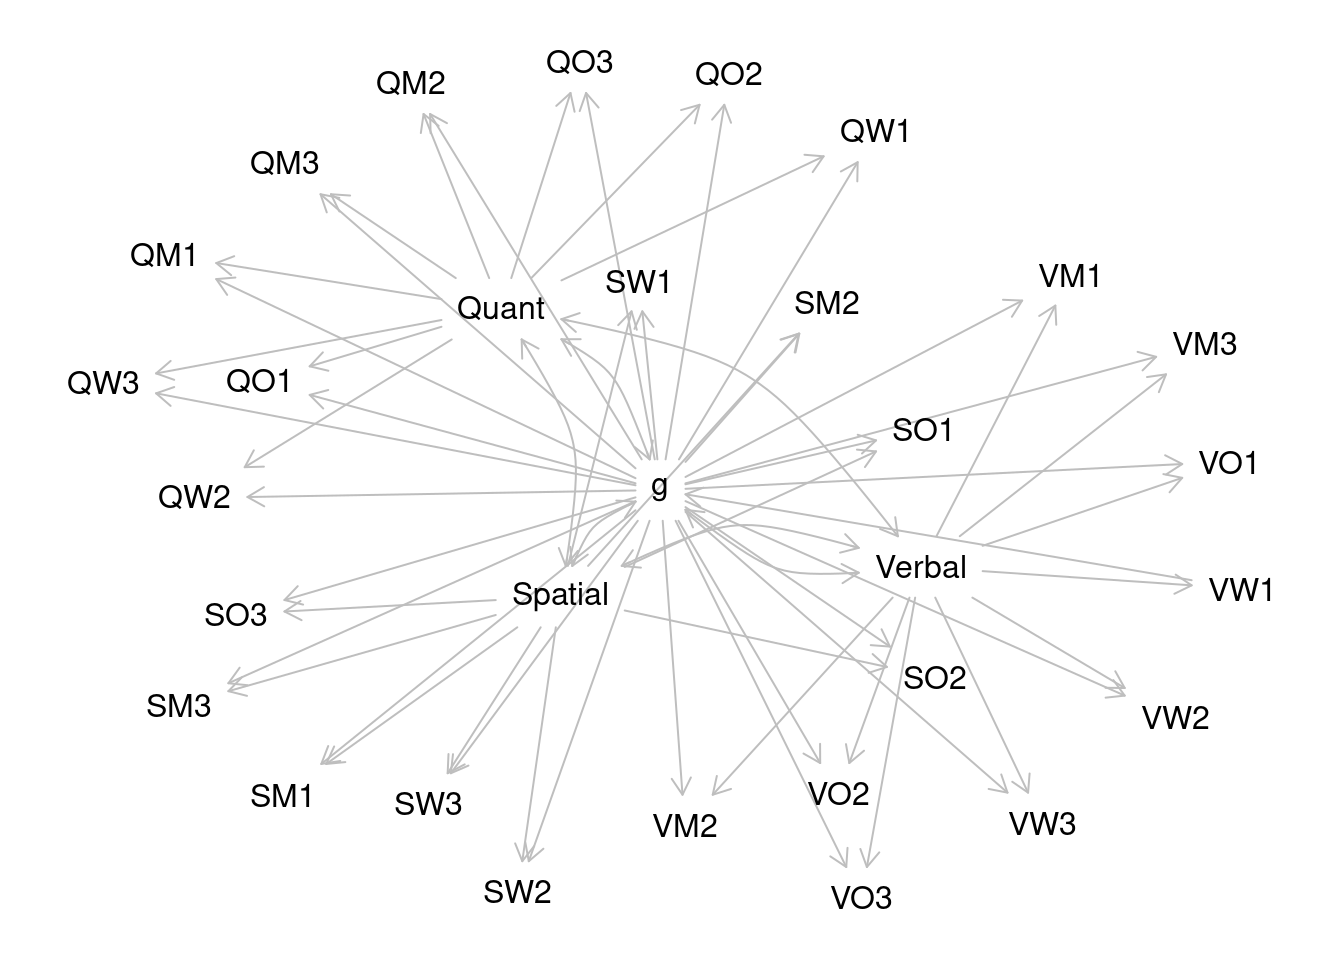 QO3
QO2
QM2
QW1
QM3
QM1
VM1
SW1
SM2
Quant
VM3
QW3
QO1
SO1
VO1
g
QW2
Verbal
VW1
Spatial
SO3
SO2
SM3
VW2
SM1
VO2
SW3
VW3
VM2
SW2
VO3